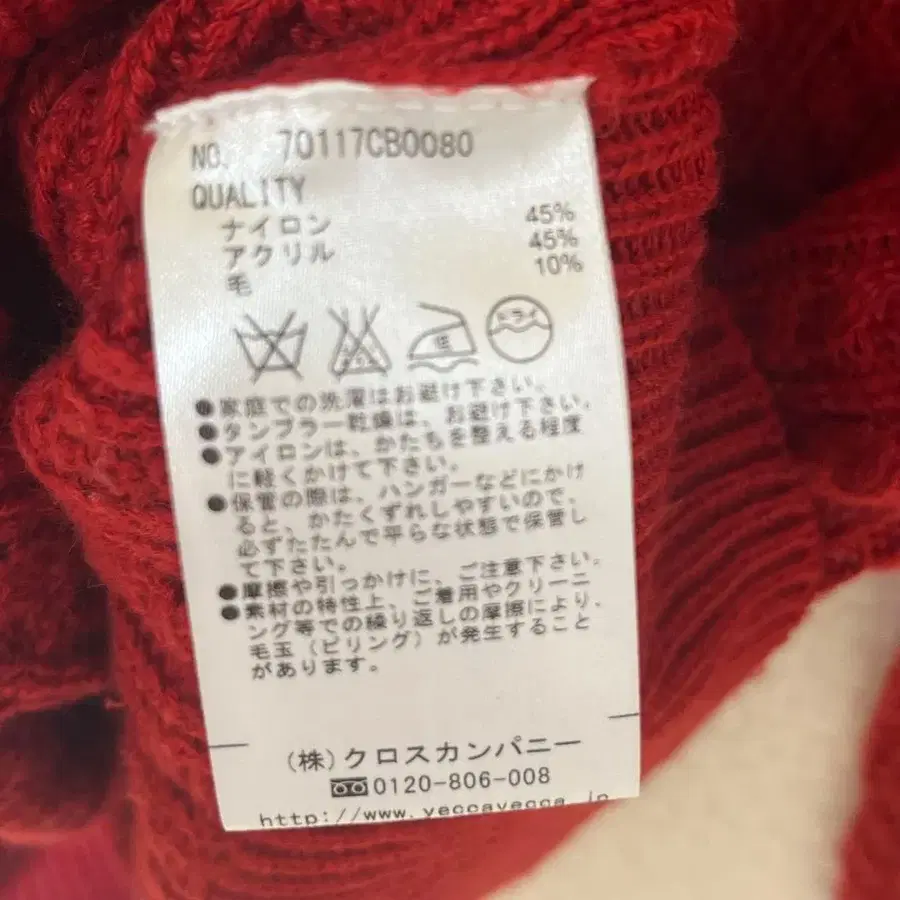 NO. 70117CB0080
QUALITY
ナイロン 45%
アクリル 45%
毛 10%
低 ドライ
●家庭での洗濯はお避け下さい。
●タンブラー乾燥は、お避け下さい。
●アイロンは、かたちを整える程度
に軽くかけて下さい。
●保管の際は、ハンガーなどにかけ
ると、かたくずれしやすいので、
必ずたたんで平らな状態で保管し
て下さい。
●摩擦や引っかけに、ご注意下さい。
●素材の特性上、ご着用やクリーニ
ング等での繰り返しの摩擦により、
毛玉(ピリング)が発生すること
があります。
(株)クロスカンパニー
0120-806-008
http://www.yeccavecca.jp